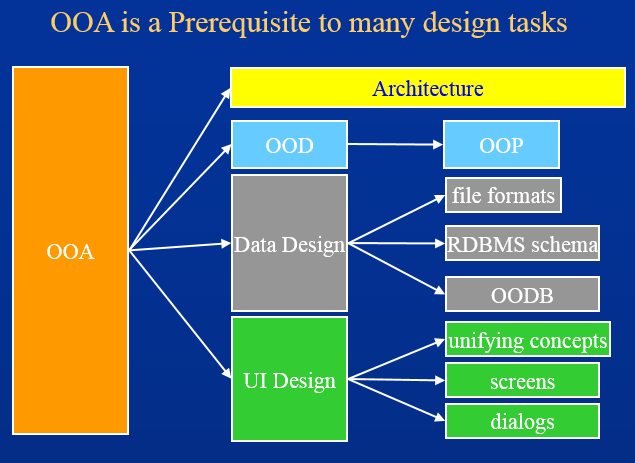 OOA is a Prerequisite to many design tasks
OOA
Architecture
OOD
OOP
Data Design
file formats
RDBMS schema
OODB
UI Design
unifying concepts
screens
dialogs